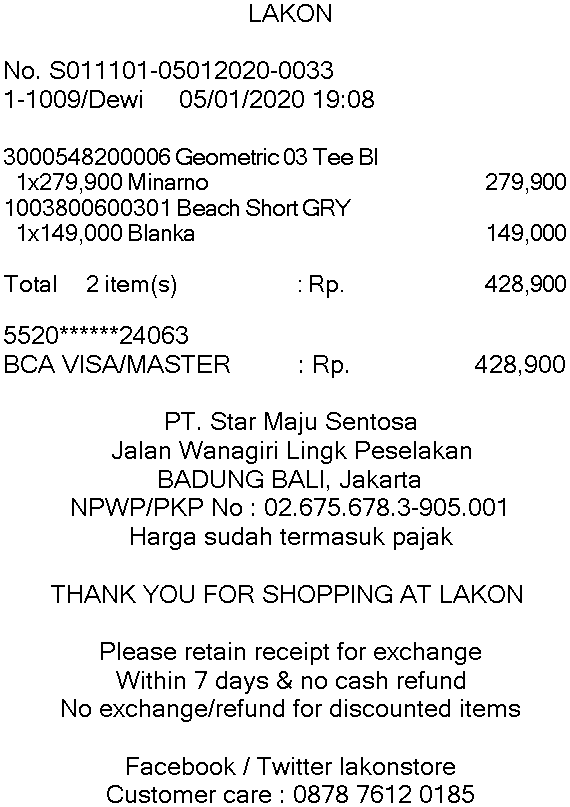 LAKON
No. S011101-05012020-0033
1-1009/Dewi 05/01/2020 19:08
3000548200006 Geometric 03 Tee Bl
1x279,900 Minarno 279,900
1003800600301 Beach Short GRY
1x149,000 Blanka 149,000
Total 2 item(s) : Rp. 428,900
5520******24063
BCA VISA/MASTER : Rp. 428,900
PT. Star Maju Sentosa
Jalan Wanagiri Lingk Peselakan
BADUNG BALI, Jakarta
NPWP/PKP No : 02.675.678.3-905.001
Harga sudah termasuk pajak
THANK YOU FOR SHOPPING AT LAKON
Please retain receipt for exchange
Within 7 days & no cash refund
No exchange/refund for discounted items
Facebook / Twitter lakonstore
Customer care : 0878 7612 0185